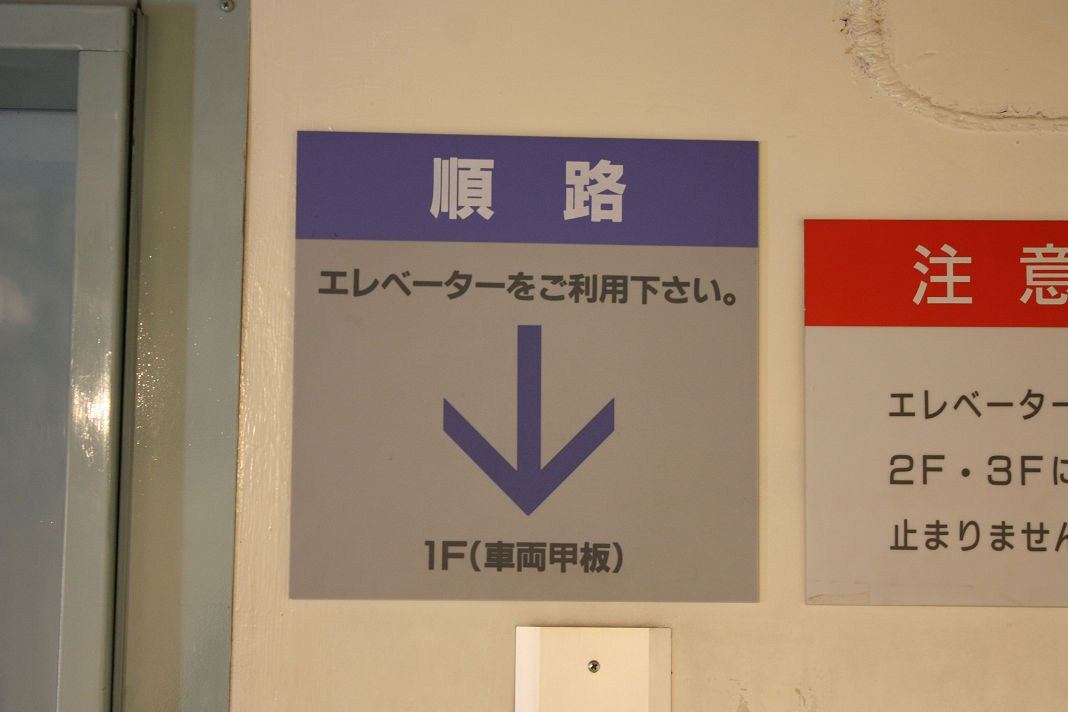 順 路
エレベーターをご利用下さい。
1F(車両甲板)
注 意
エレベーター
2F・3Fに
止まりません